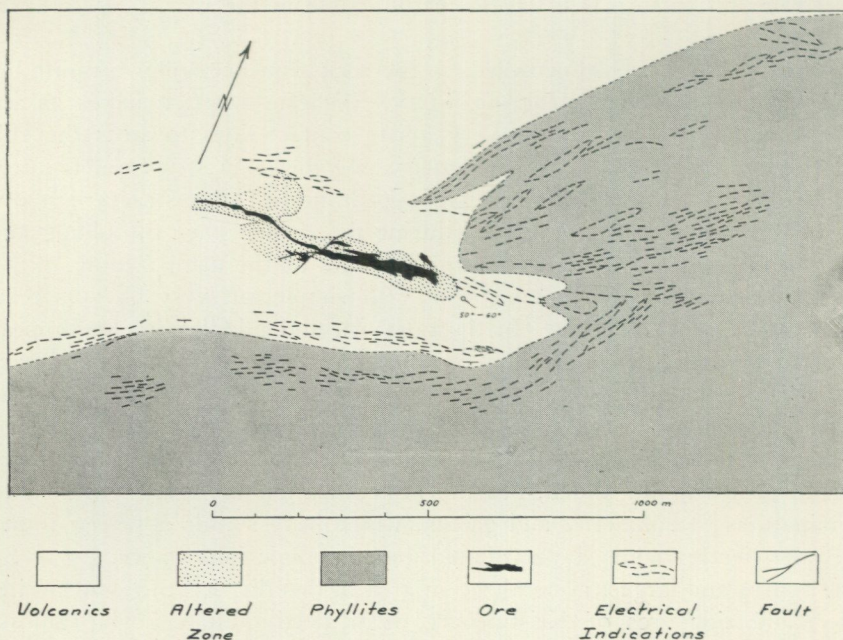 N
50°-60°
0 500 1000 m
Volcanics Altered Zone Phyllites Ore Electrical Indications Fault